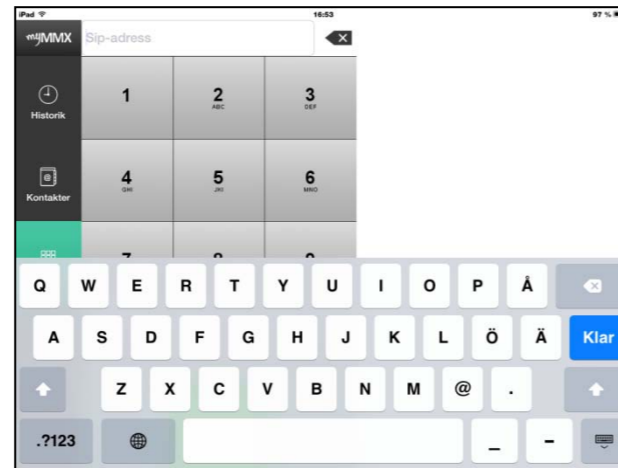 iPad 16:53 97 %
myMMX Sip-adress
1 2 3
ABC DEF
Historik
4 5 6
GHI JKL MNO
Kontakter
Q W E R T Y U I O P Å
A S D F G H J K L Ö Ä Klar
Z X C V B N M @ .
.?123 _ -